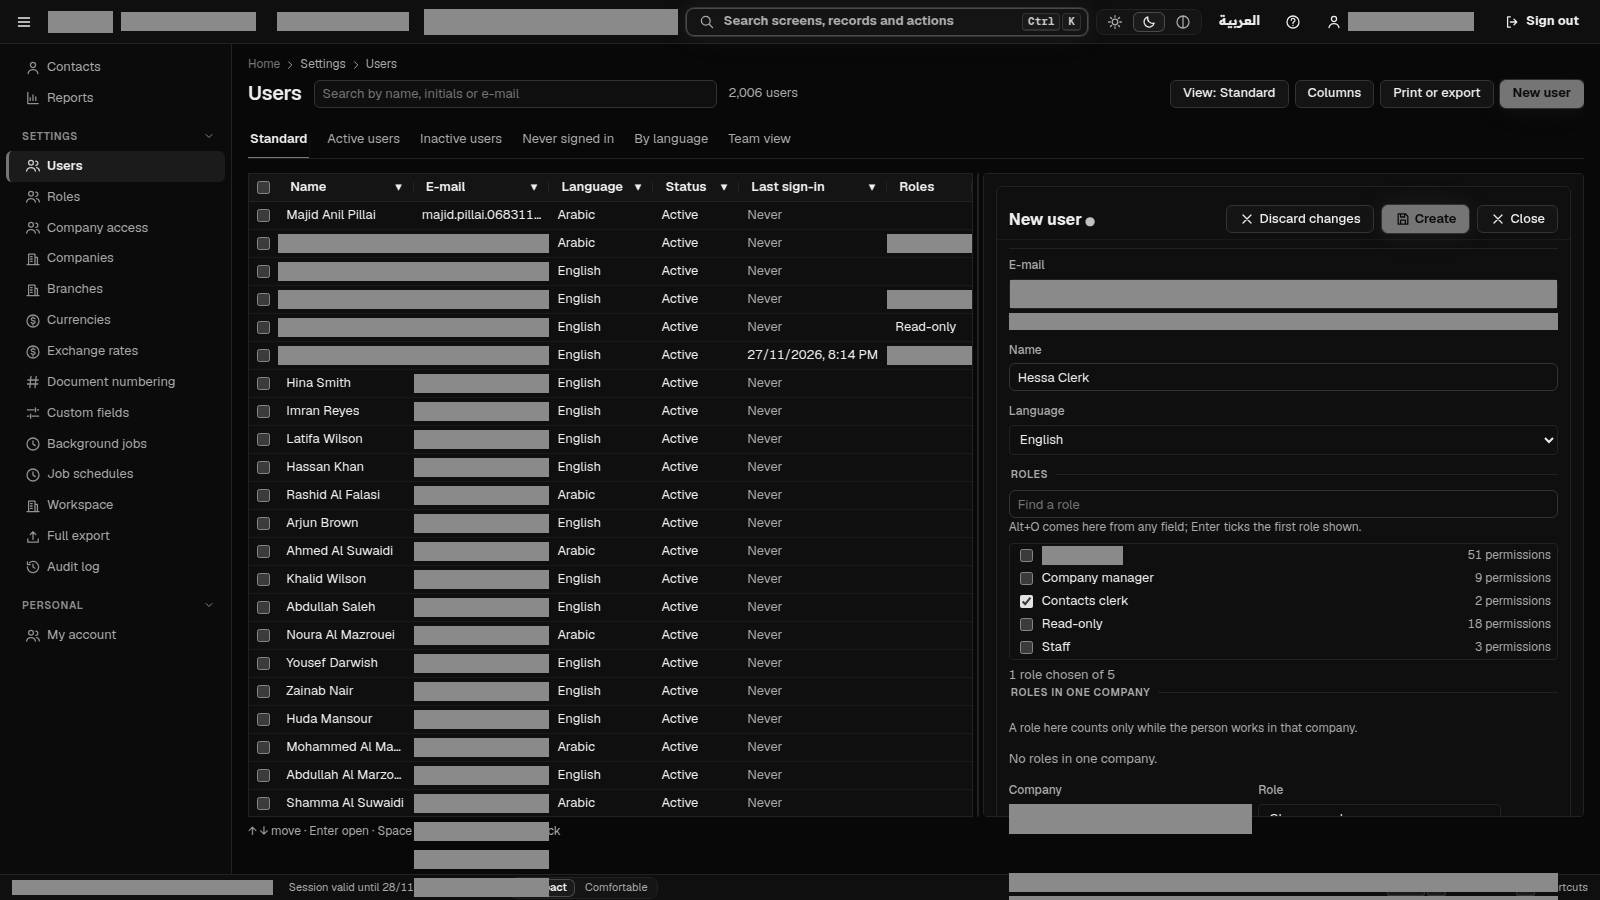 Search screens, records and actions
Ctrl K
العربية
Sign out
Contacts
Reports
SETTINGS
Users
Roles
Company access
Companies
Branches
Currencies
Exchange rates
Document numbering
Custom fields
Background jobs
Job schedules
Workspace
Full export
Audit log
PERSONAL
My account
Home > Settings > Users
Users
Search by name, initials or e-mail
2,006 users
View: Standard
Columns
Print or export
New user
Standard
Active users
Inactive users
Never signed in
By language
Team view
Name ▾ E-mail ▾ Language ▾ Status ▾ Last sign-in ▾ Roles
Majid Anil Pillai majid.pillai.068311… Arabic Active Never
Arabic Active Never
English Active Never
English Active Never
English Active Never Read-only
English Active 27/11/2026, 8:14 PM
Hina Smith English Active Never
Imran Reyes English Active Never
Latifa Wilson English Active Never
Hassan Khan English Active Never
Rashid Al Falasi Arabic Active Never
Arjun Brown English Active Never
Ahmed Al Suwaidi Arabic Active Never
Khalid Wilson English Active Never
Abdullah Saleh English Active Never
Noura Al Mazrouei Arabic Active Never
Yousef Darwish English Active Never
Zainab Nair English Active Never
Huda Mansour English Active Never
Mohammed Al Ma… Arabic Active Never
Abdullah Al Marzo… English Active Never
Shamma Al Suwaidi Arabic Active Never
↑↓ move · Enter open · Space
New user
Discard changes
Create
Close
E-mail
Name
Hessa Clerk
Language
English
ROLES
Find a role
Alt+O comes here from any field; Enter ticks the first role shown.
51 permissions
Company manager 9 permissions
Contacts clerk 2 permissions
Read-only 18 permissions
Staff 3 permissions
1 role chosen of 5
ROLES IN ONE COMPANY
A role here counts only while the person works in that company.
No roles in one company.
Company Role
Session valid until 28/11
Comfortable